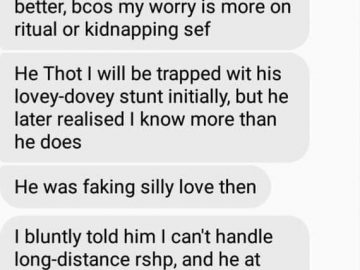 better, bcos my worry is more on
ritual or kidnapping sef
He Thot I will be trapped wit his
lovey-dovey stunt initially, but he
later realised I know more than
he does
He was faking silly love then
I bluntly told him I can't handle
long-distance rshp, and he at